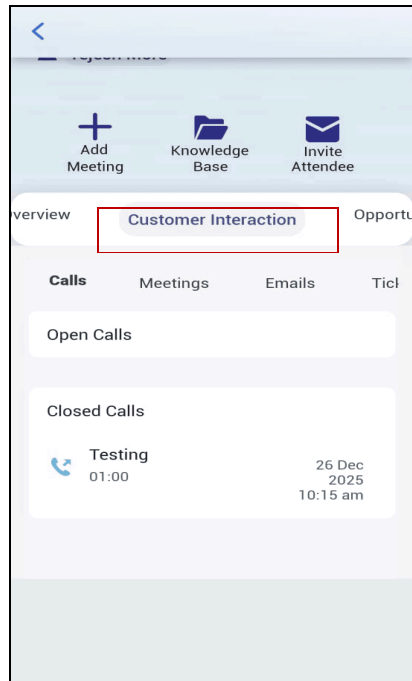 Add
Meeting
Knowledge
Base
Invite
Attendee
verview
Customer Interaction
Opportu
Calls
Meetings
Emails
Open Calls
Closed Calls
Testing
01:00
26 Dec
2025
10:15 am